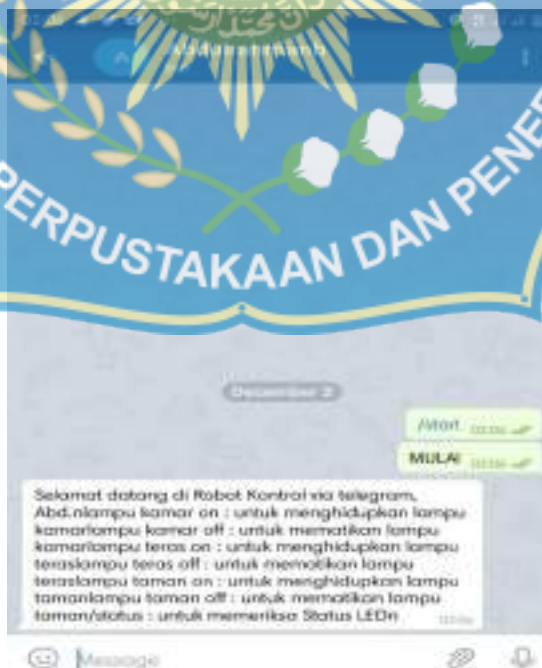 PERPUSTAKAAN DAN PENE
December 2
/start
MULAI
Selamat datang di Robot Kontrol via telegram,
Abd.nlampu kamar on : untuk menghidupkan lampu
kamarlampu kamar off : untuk mematikan lampu
kamarlampu teras on : untuk menghidupkan lampu
teraslampu teras off : untuk mematikan lampu
teraslampu taman on : untuk menghidupkan lampu
tamanlampu taman off : untuk mematikan lampu
taman/status : untuk memeriksa Status LEDn
Message